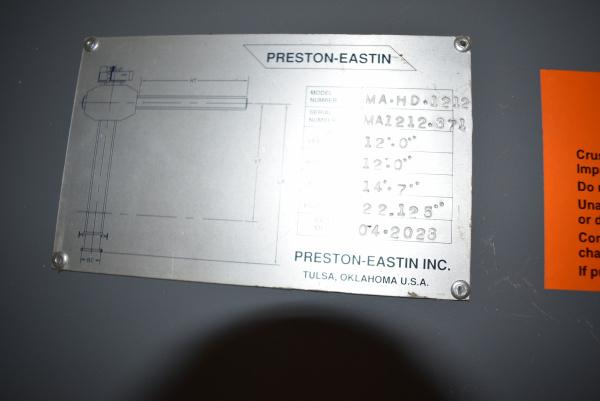 PRESTON-EASTIN
MODEL NUMBER MA-HD-1212
SERIAL NUMBER MA1212-371
12'-0"
12'-0"
14'-7"
22.125"
04-2023
PRESTON-EASTIN INC.
TULSA, OKLAHOMA U.S.A.
Crus
Imp
Do
Una
or d
Con
cha
If p